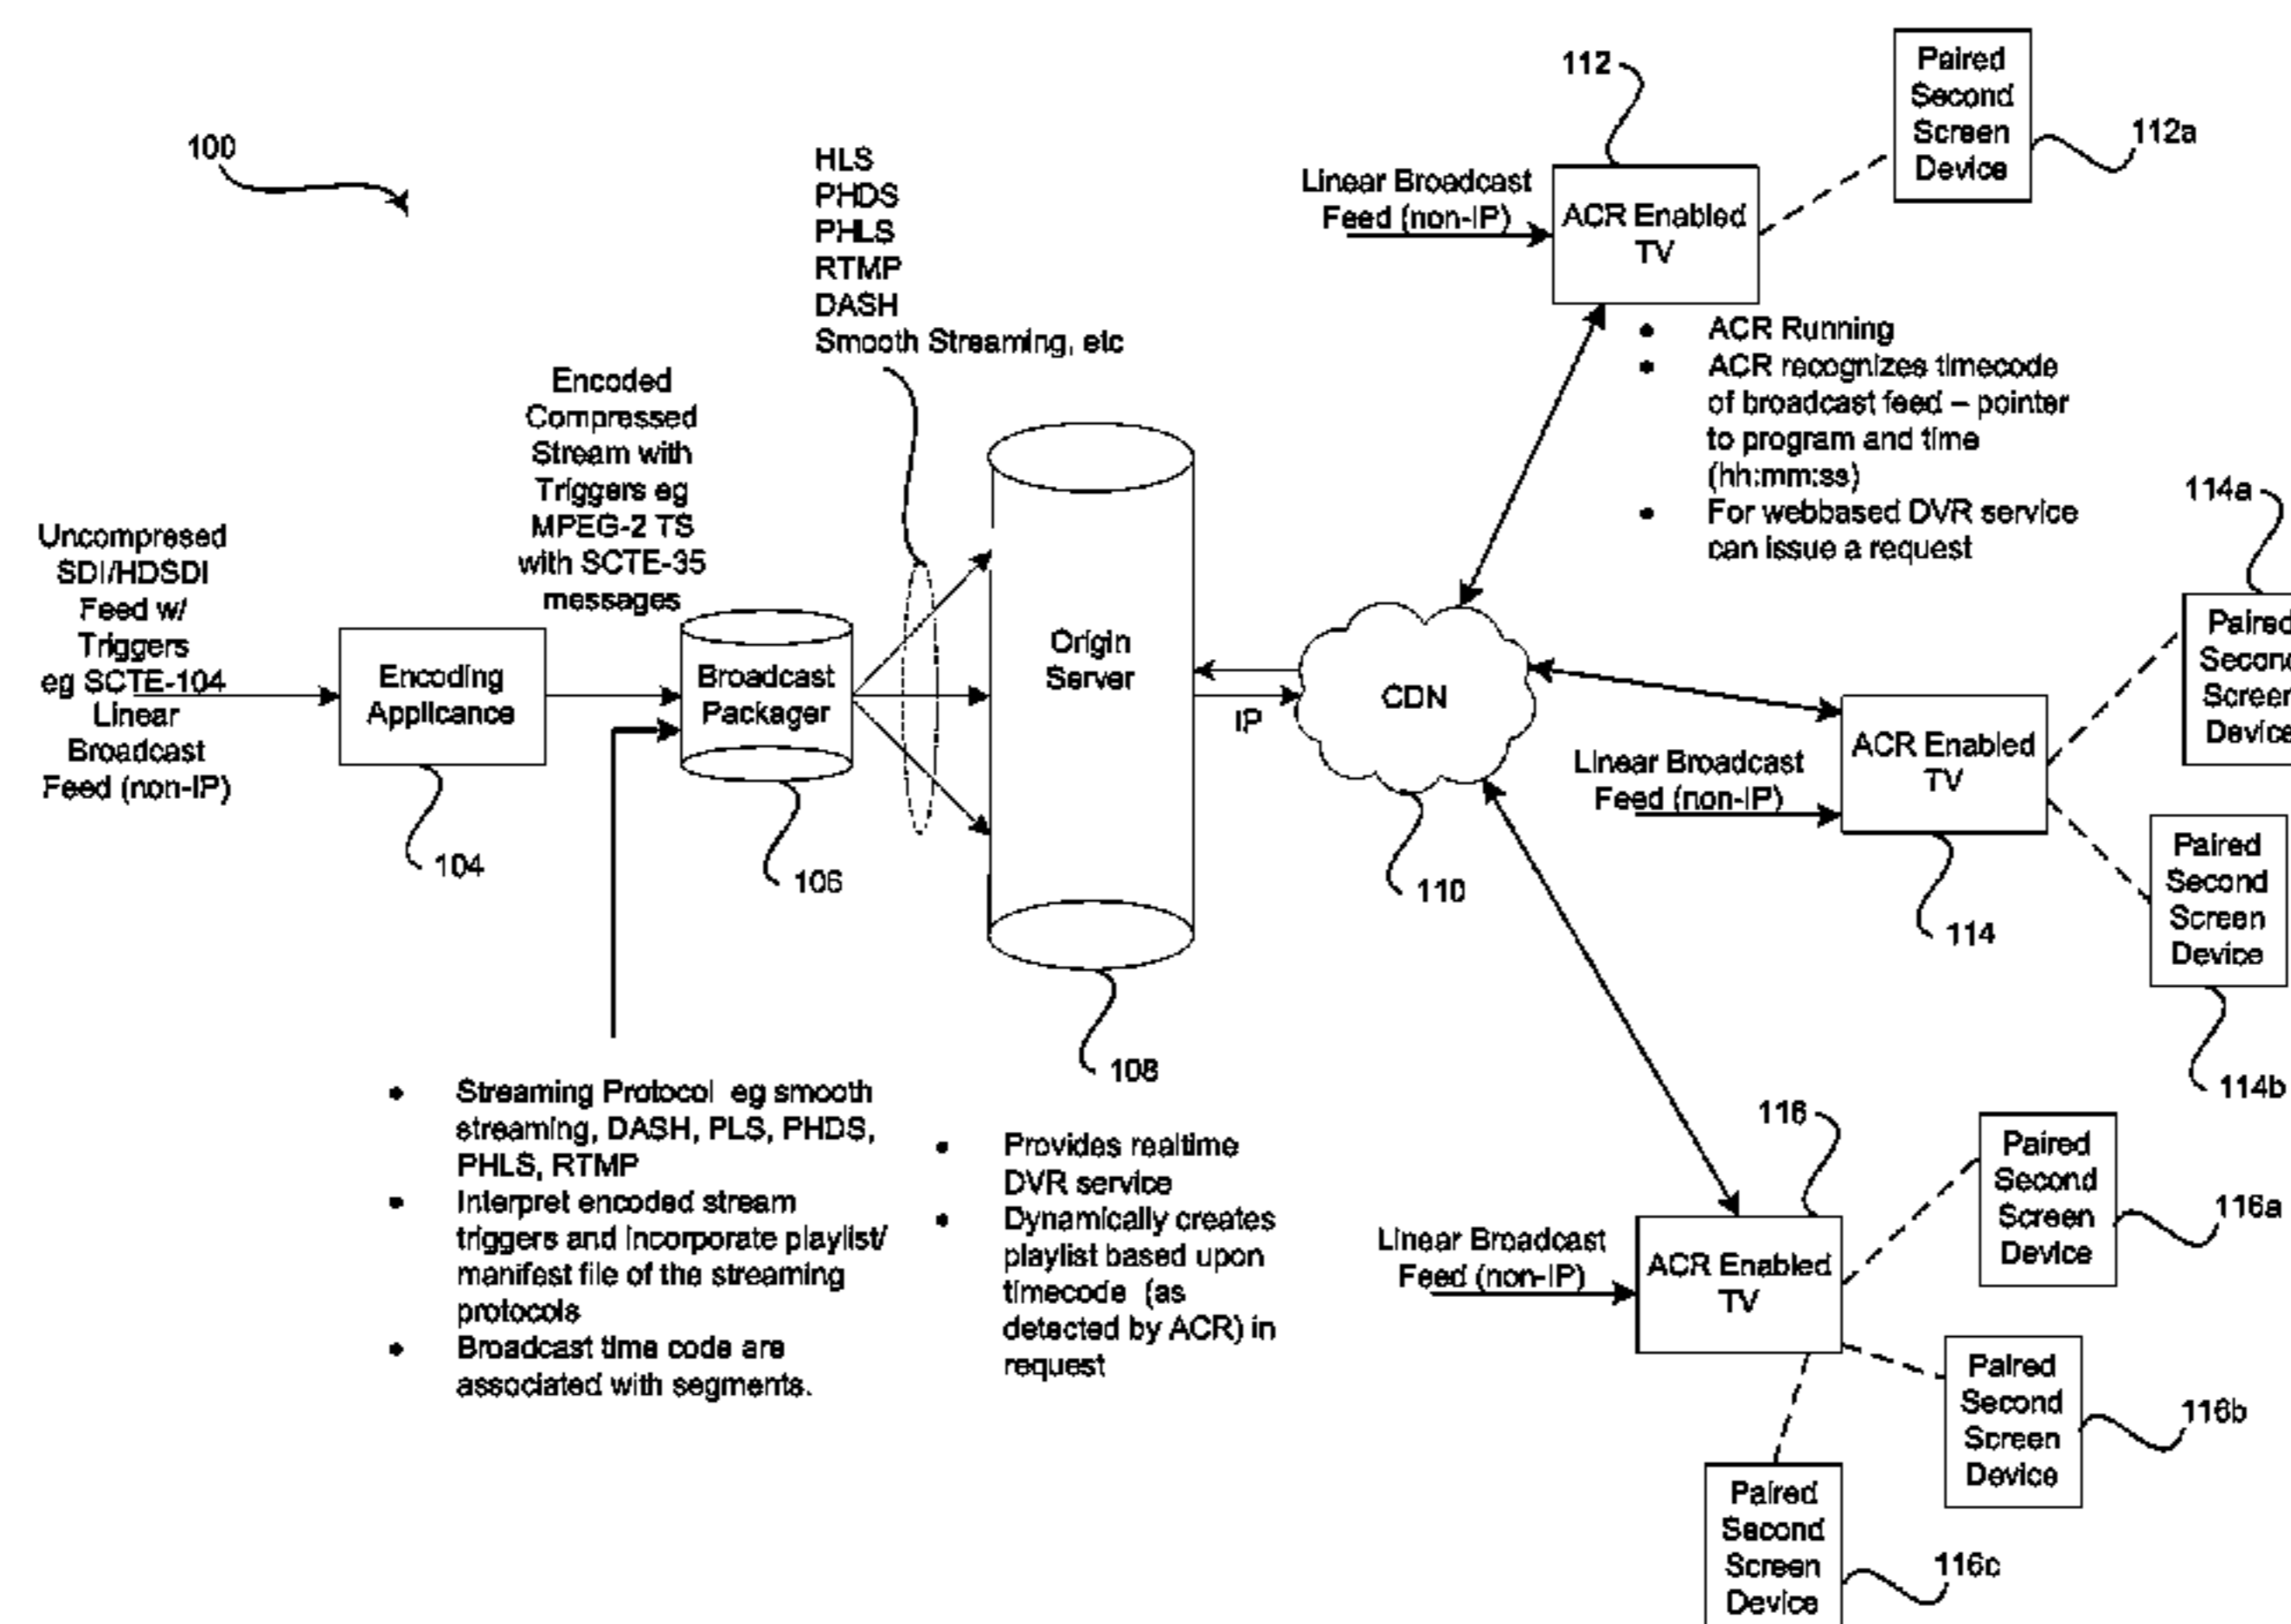 100
HLS
PHDS
PHLS
RTMP
DASH
Smooth Streaming, etc
Uncompresed
SDI/HDSDI
Feed w/
Triggers
eg SCTE-104
Linear
Broadcast
Feed (non-IP)
Encoding
Applicance
104
Encoded
Compressed
Stream with
Triggers eg
MPEG-2 TS
with SCTE-35
messages
Broadcast
Packager
106
Origin
Server
108
IP
CDN
110
112
Linear Broadcast
Feed (non-IP)
ACR Enabled
TV
Paired
Second
Screen
Device
112a
• ACR Running
• ACR recognizes timecode
of broadcast feed – pointer
to program and time
(hh:mm:ss)
• For webbased DVR service
can issue a request
114a
Paired
Second
Screen
Device
Linear Broadcast
Feed (non-IP)
ACR Enabled
TV
114
Paired
Second
Screen
Device
114b
• Streaming Protocol eg smooth
streaming, DASH, PLS, PHDS,
PHLS, RTMP
• Interpret encoded stream
triggers and incorporate playlist/
manifest file of the streaming
protocols
• Broadcast time code are
associated with segments.
• Provides realtime
DVR service
• Dynamically creates
playlist based upon
timecode (as
detected by ACR) in
request
116
Linear Broadcast
Feed (non-IP)
ACR Enabled
TV
Paired
Second
Screen
Device
116a
Paired
Second
Screen
Device
116b
Paired
Second
Screen
Device
116c